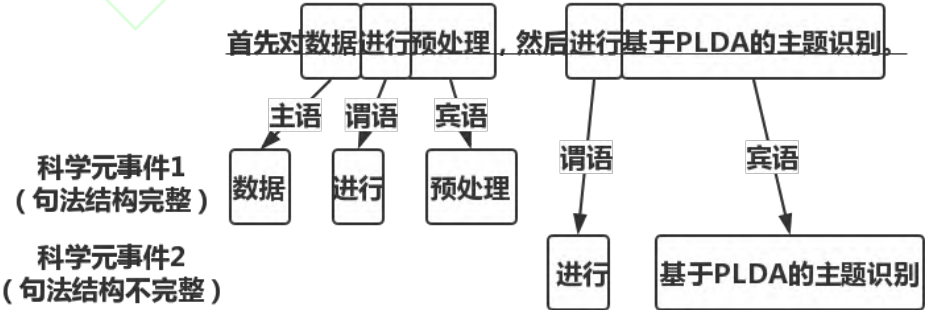 首先对数据进行预处理，然后进行基于PLDA的主题识别。
主语 谓语 宾语
谓语 宾语
科学元事件1
（句法结构完整）
数据 进行 预处理
科学元事件2
（句法结构不完整）
进行 基于PLDA的主题识别